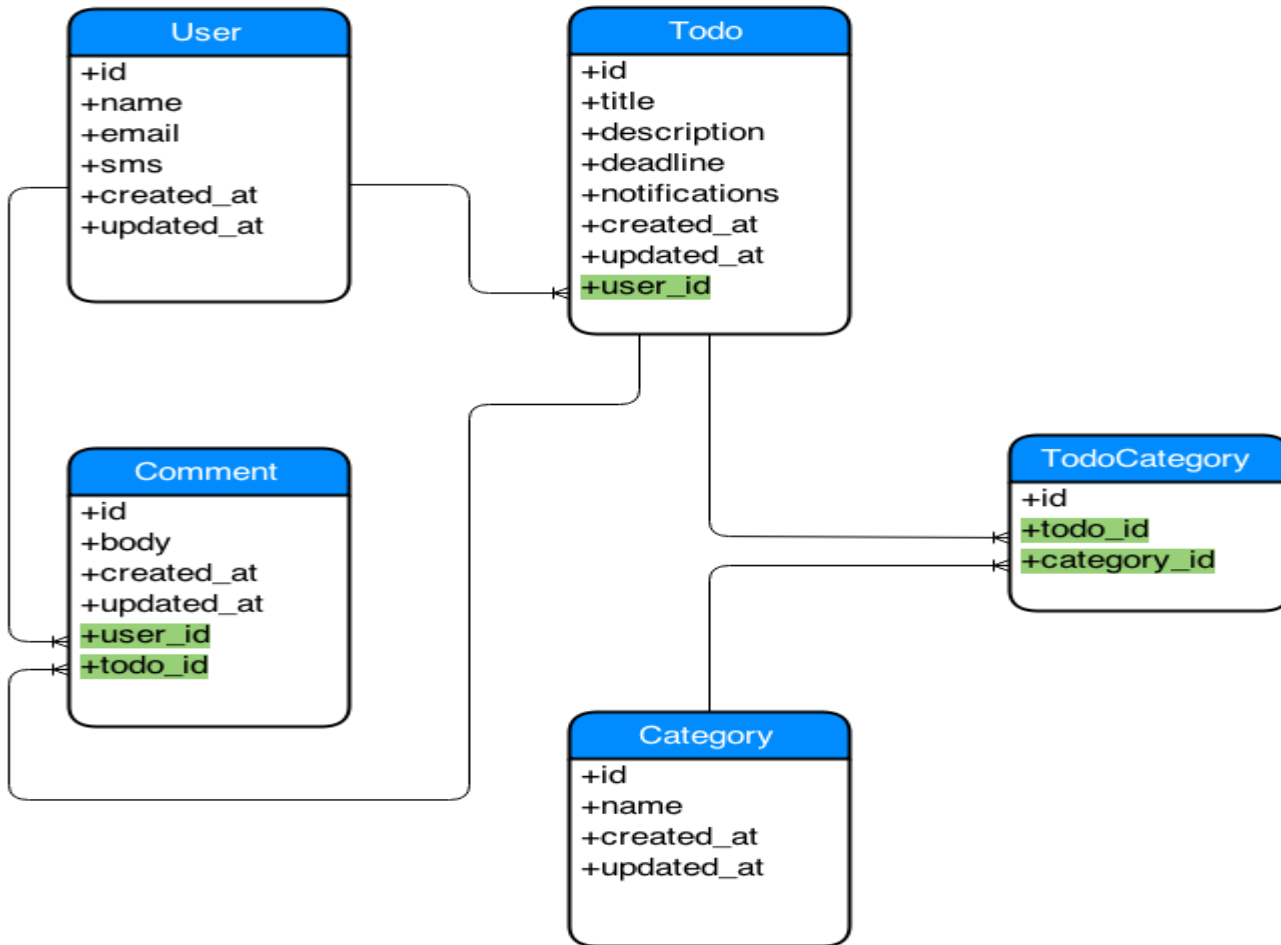 User
+id
+name
+email
+sms
+created_at
+updated_at
Todo
+id
+title
+description
+deadline
+notifications
+created_at
+updated_at
+user_id
Comment
+id
+body
+created_at
+updated_at
+user_id
+todo_id
TodoCategory
+id
+todo_id
+category_id
Category
+id
+name
+created_at
+updated_at